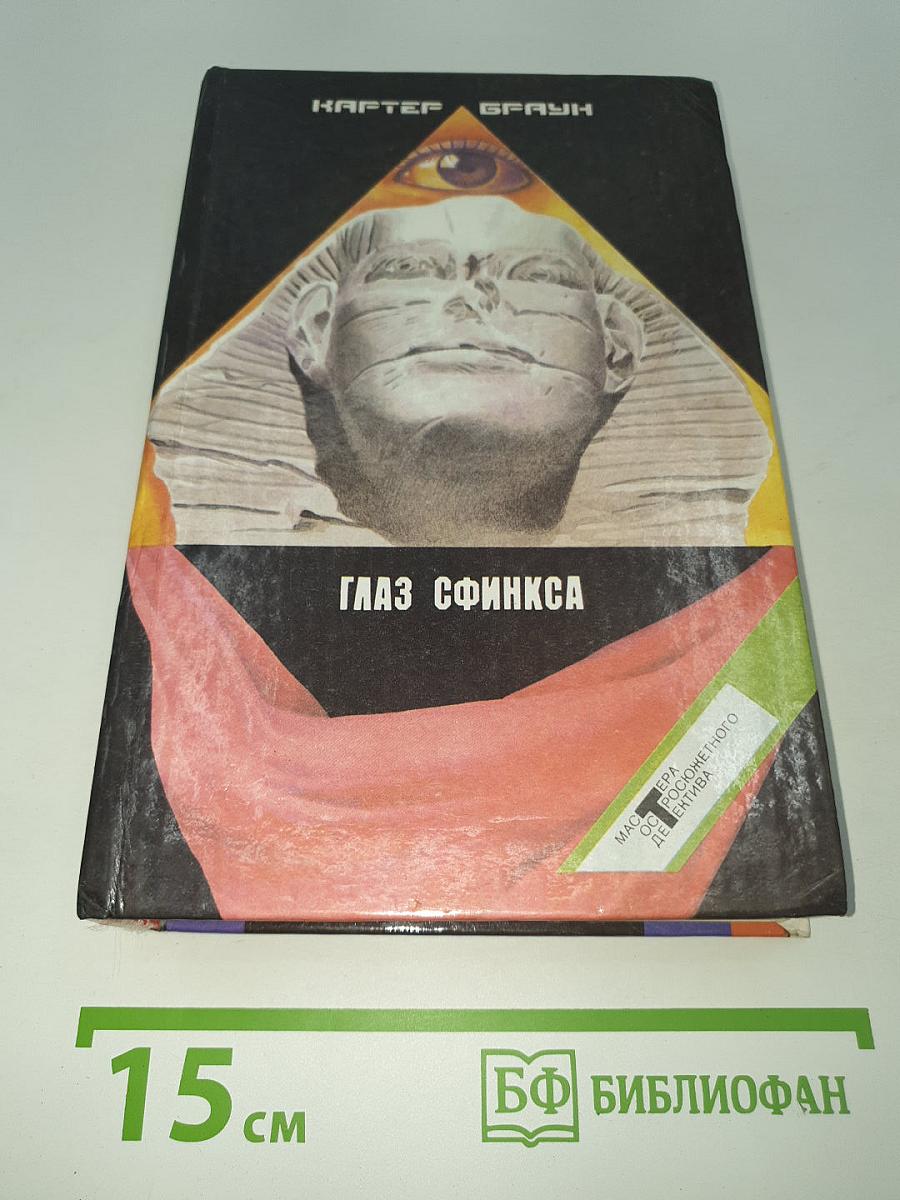 КАРТЕР БРАУН
ГЛАЗ СФИНКСА
МАСТЕРА
ОСТРОСЮЖЕТНОГО
ДЕТЕКТИВА
15 см
БФ БИБЛИОФАН